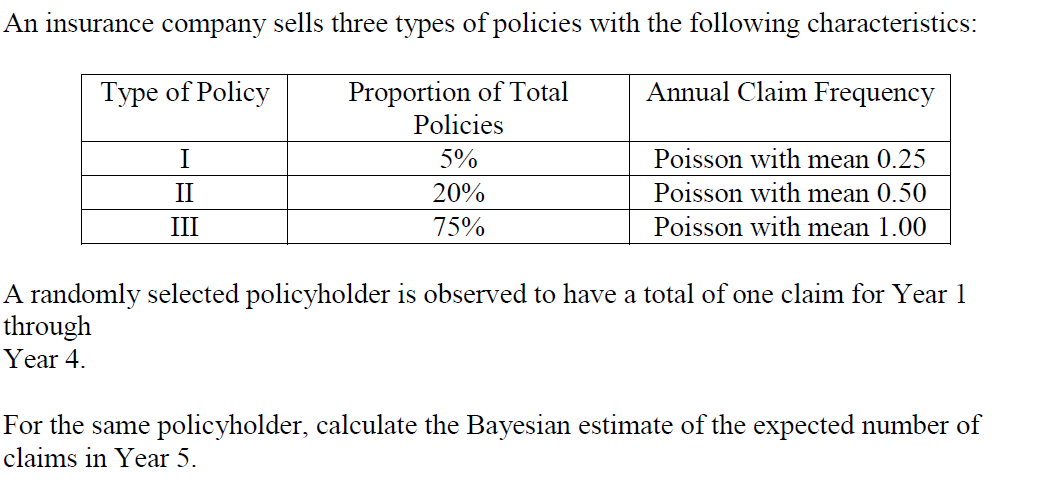 An insurance company sells three types of policies with the following characteristics:
Type of Policy Proportion of Total Policies Annual Claim Frequency
I 5% Poisson with mean 0.25
II 20% Poisson with mean 0.50
III 75% Poisson with mean 1.00
A randomly selected policyholder is observed to have a total of one claim for Year 1
through
Year 4.
For the same policyholder, calculate the Bayesian estimate of the expected number of
claims in Year 5.